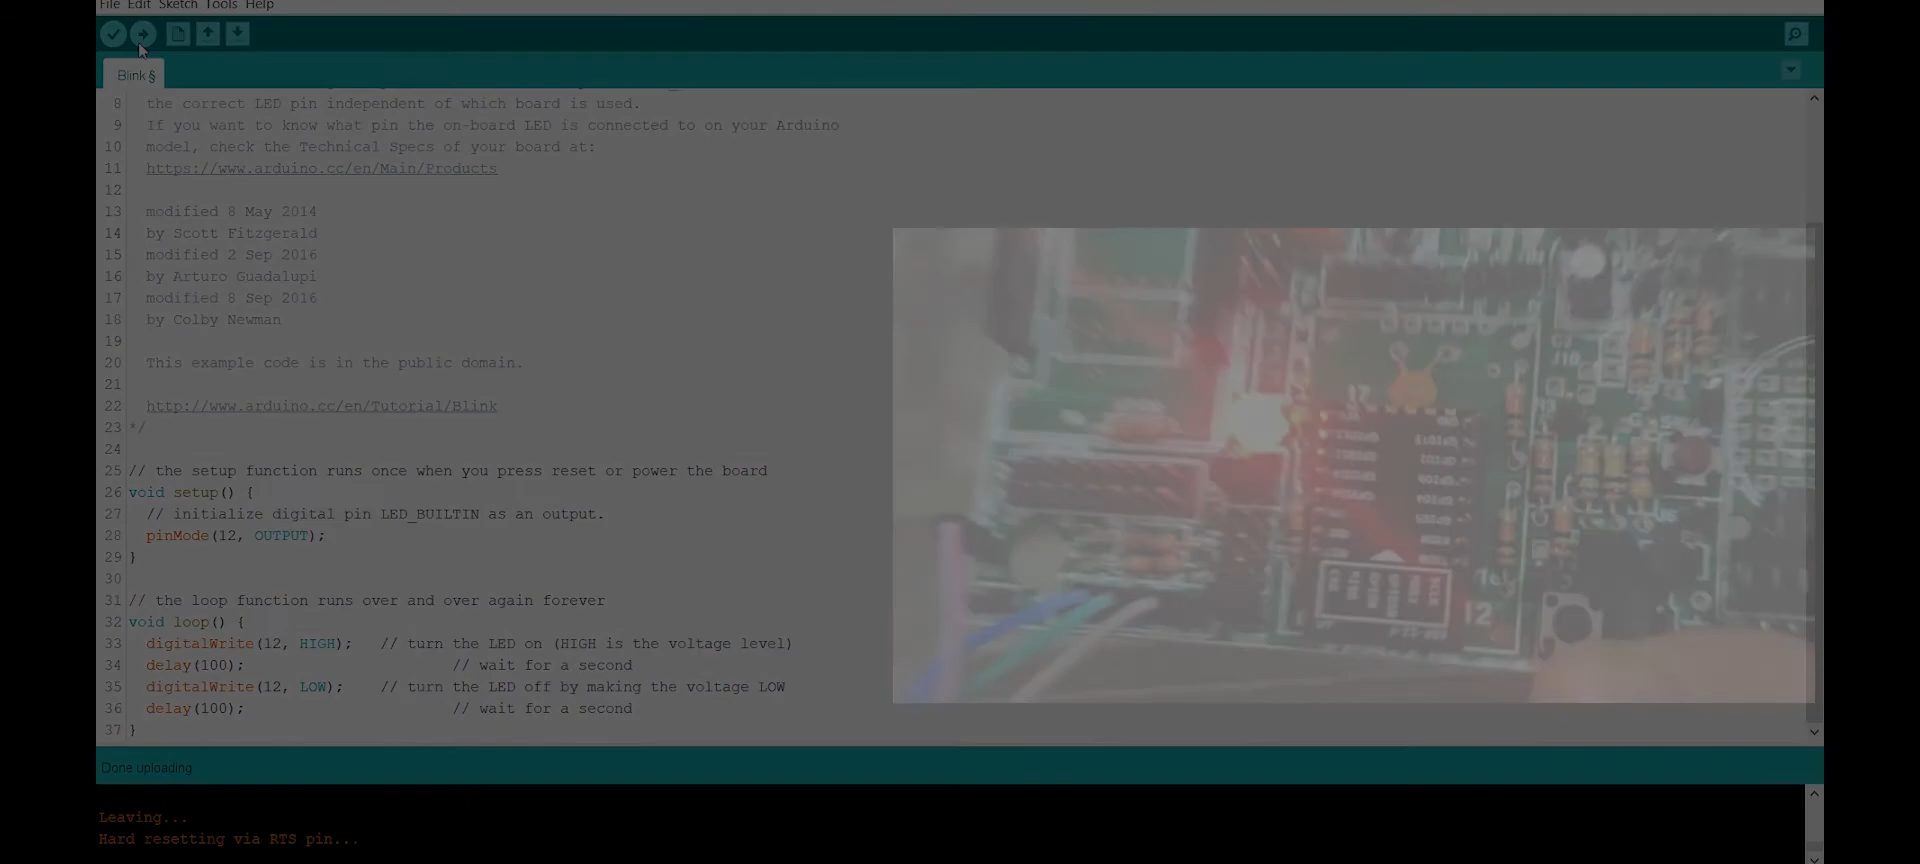 File Edit Sketch Tools Help
Blink §
8 the correct LED pin independent of which board is used.
9 If you want to know what pin the on-board LED is connected to on your Arduino
10 model, check the Technical Specs of your board at:
11 https://www.arduino.cc/en/Main/Products
12
13 modified 8 May 2014
14 by Scott Fitzgerald
15 modified 2 Sep 2016
16 by Arturo Guadalupi
17 modified 8 Sep 2016
18 by Colby Newman
19
20 This example code is in the public domain.
21
22 http://www.arduino.cc/en/Tutorial/Blink
23 */
24
25 // the setup function runs once when you press reset or power the board
26 void setup() {
27 // initialize digital pin LED_BUILTIN as an output.
28 pinMode(12, OUTPUT);
29 }
30
31 // the loop function runs over and over again forever
32 void loop() {
33 digitalWrite(12, HIGH); // turn the LED on (HIGH is the voltage level)
34 delay(100); // wait for a second
35 digitalWrite(12, LOW); // turn the LED off by making the voltage LOW
36 delay(100); // wait for a second
37 }
12
Done uploading
Leaving...
Hard resetting via RTS pin...